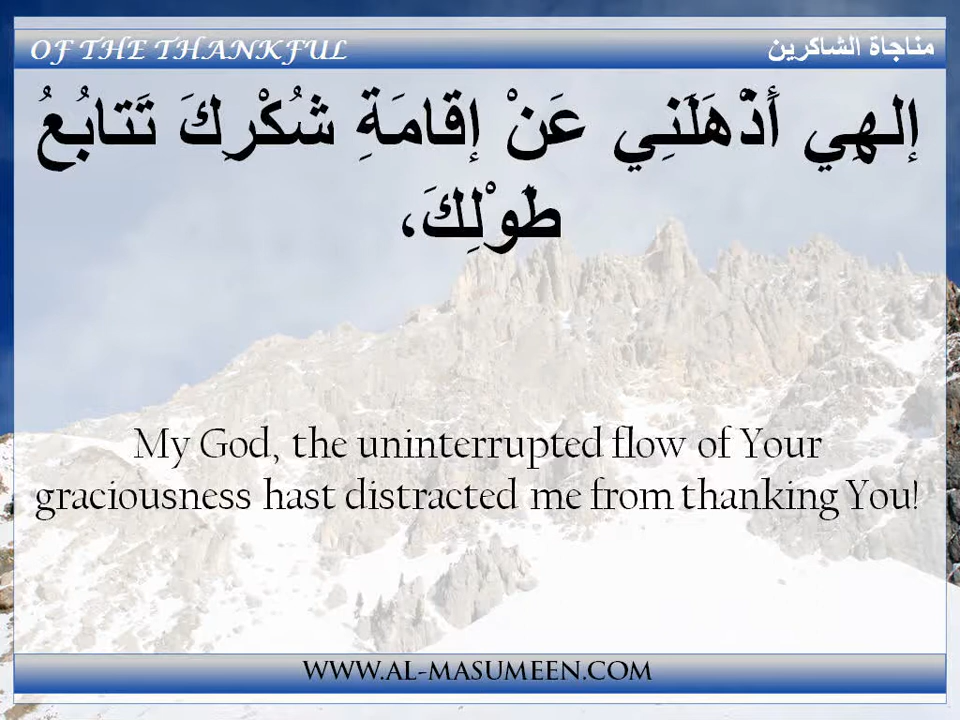 OF THE THANKFUL مناجاة الشاكرين
إلهِي أَذْهَلَنِي عَنْ إقامَةِ شُكْرِكَ تَتابُعُ
طَوْلِكَ،
My God, the uninterrupted flow of Your
graciousness hast distracted me from thanking You!
WWW.AL-MASUMEEN.COM